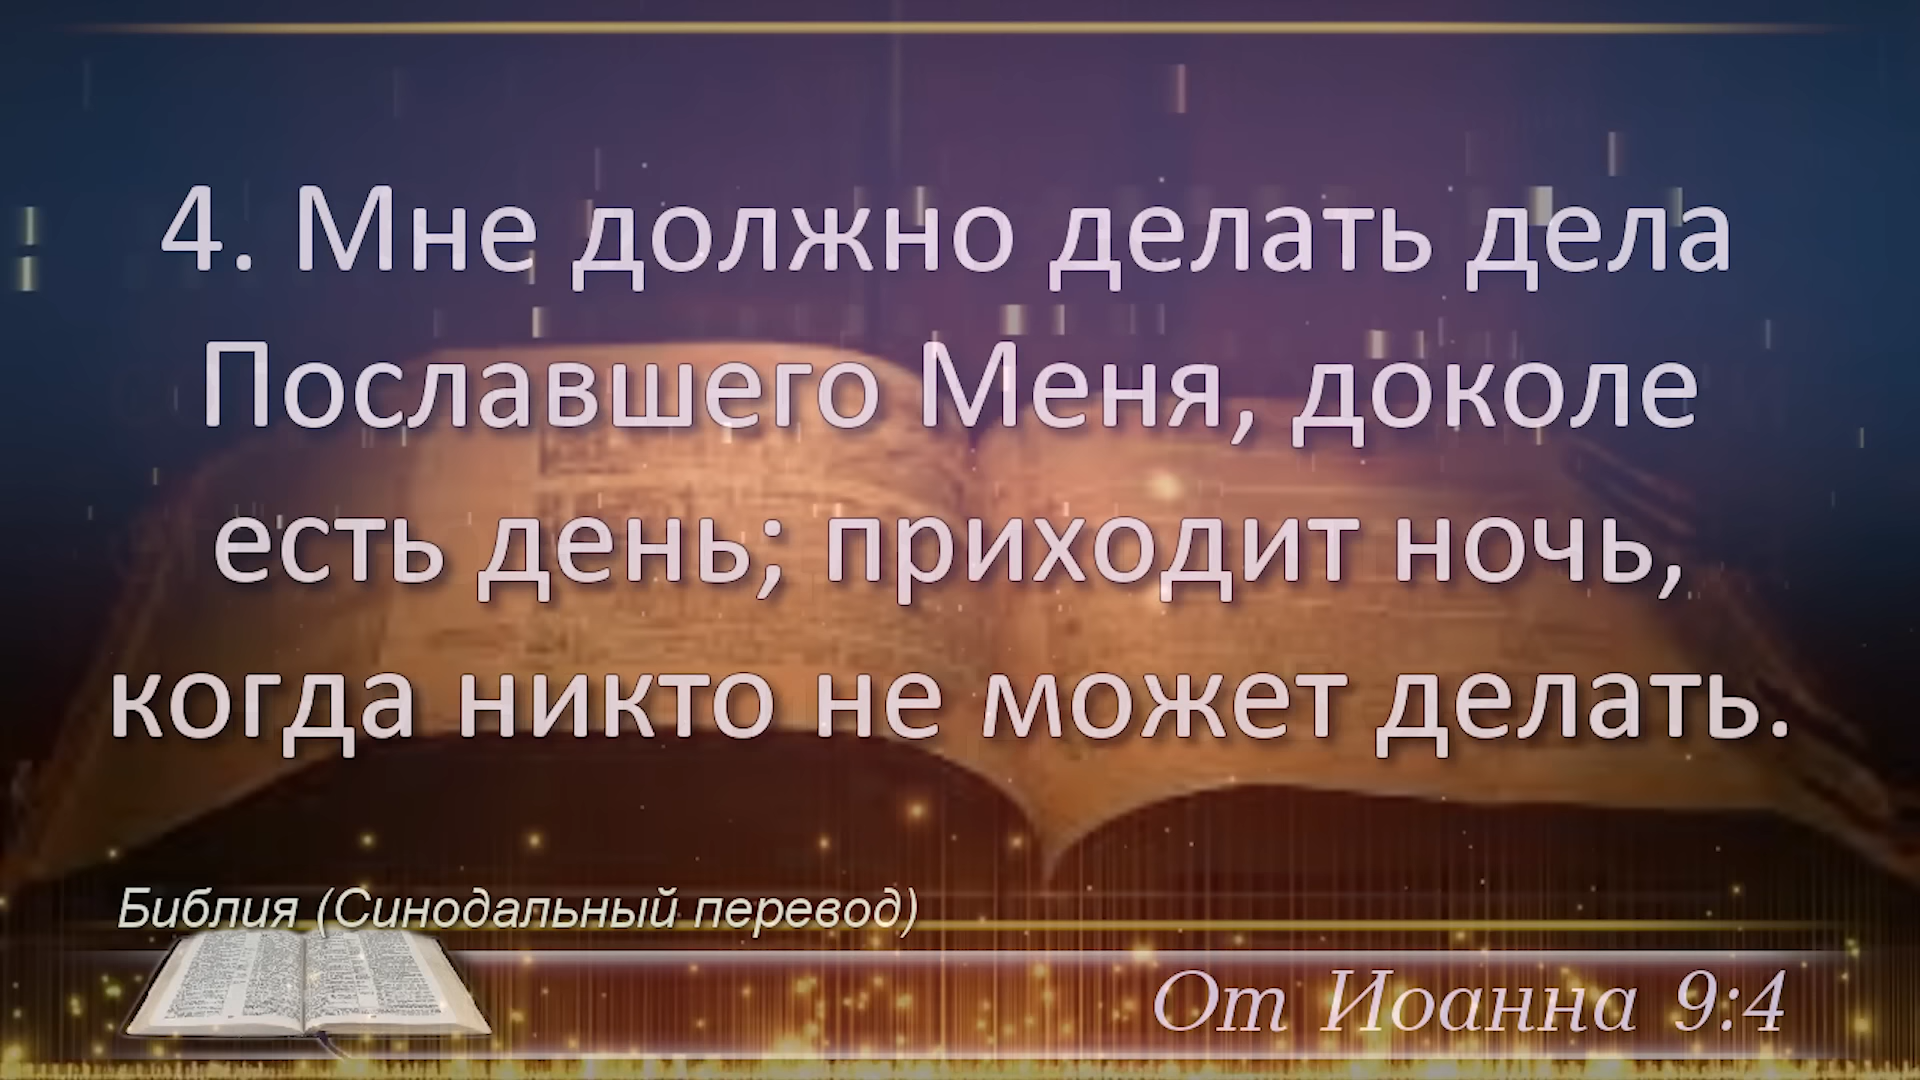 4. Мне должно делать дела
Пославшего Меня, доколе
есть день; приходит ночь,
когда никто не может делать.
Библия (Синодальный перевод)
От Иоанна 9:4